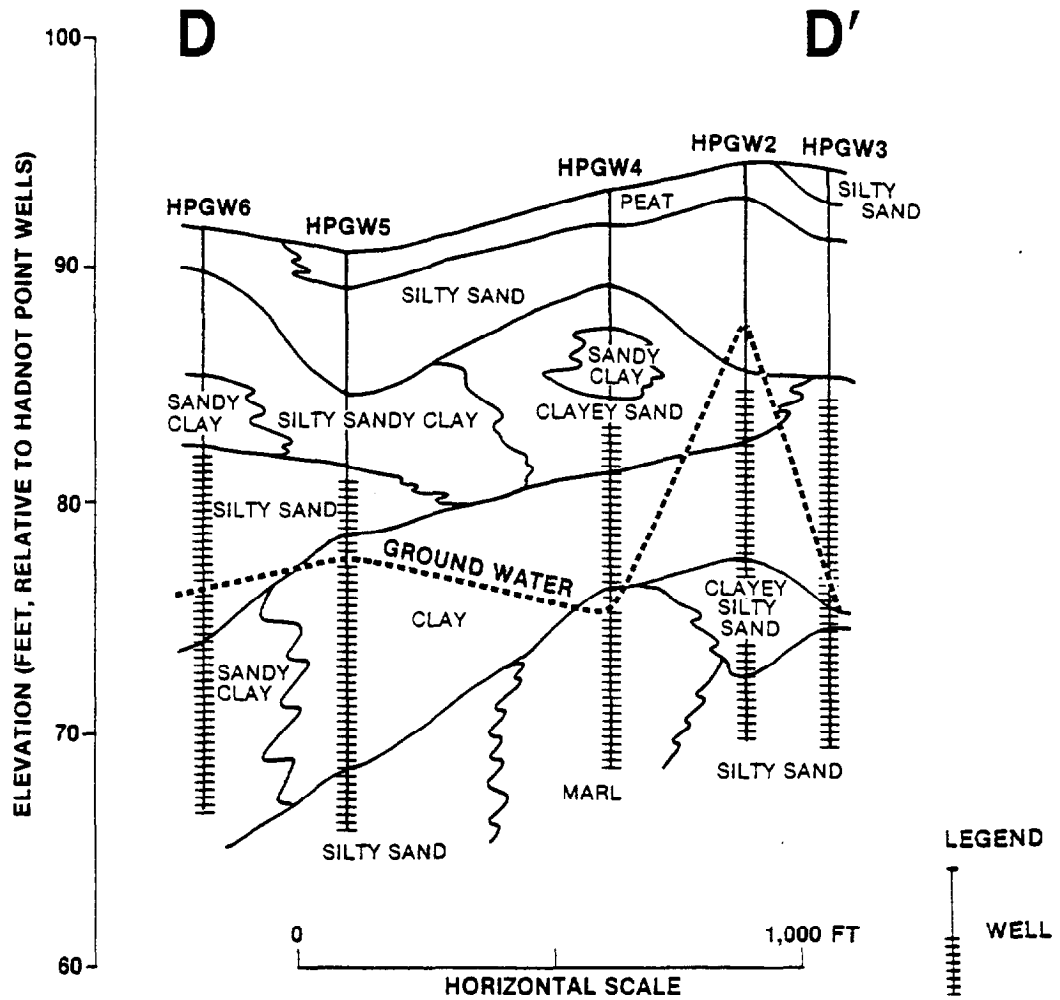 D
D'
100
90
80
70
60
ELEVATION (FEET, RELATIVE TO HADNOT POINT WELLS)
HPGW6
HPGW5
HPGW4
HPGW2
HPGW3
PEAT
SILTY
SAND
SILTY SAND
SANDY
CLAY
SANDY
CLAY
SILTY SANDY CLAY
CLAYEY SAND
SILTY SAND
GROUND WATER
CLAY
CLAYEY
SILTY
SAND
SANDY
CLAY
MARL
SILTY SAND
SILTY SAND
LEGEND
WELL
0
1,000 FT
HORIZONTAL SCALE